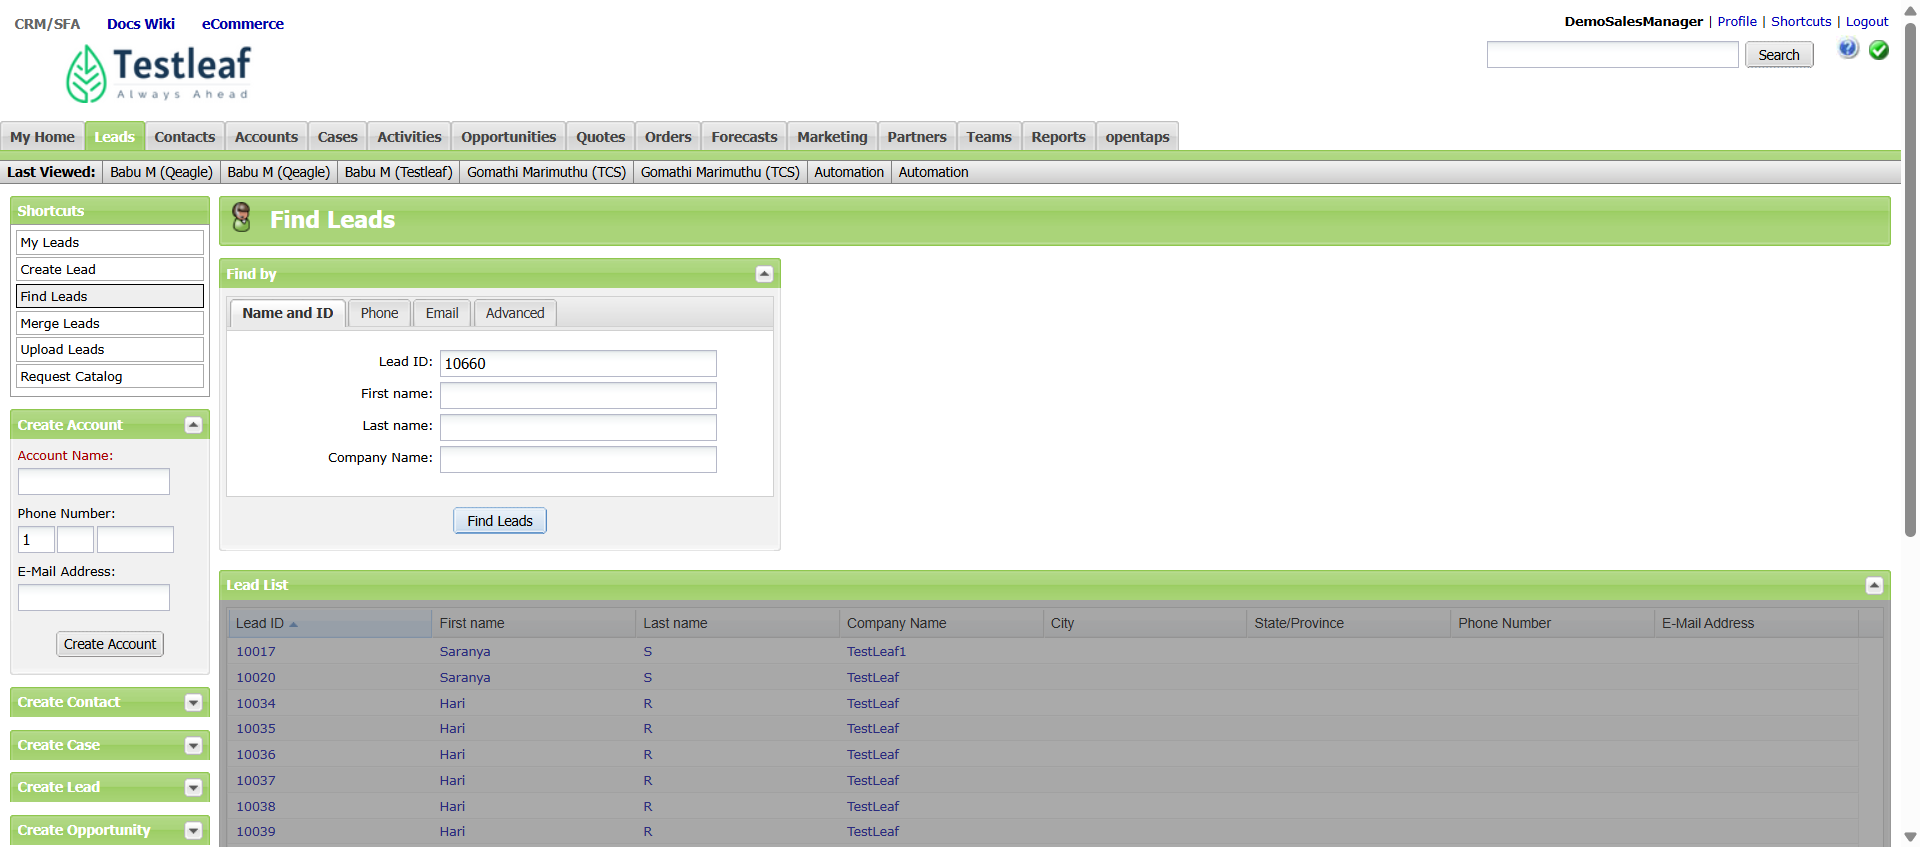 CRM/SFA Docs Wiki eCommerce
DemoSalesManager | Profile | Shortcuts | Logout
Search
Testleaf
Always Ahead
My Home Leads Contacts Accounts Cases Activities Opportunities Quotes Orders Forecasts Marketing Partners Teams Reports opentaps
Last Viewed: Babu M (Qeagle) Babu M (Qeagle) Babu M (Testleaf) Gomathi Marimuthu (TCS) Gomathi Marimuthu (TCS) Automation Automation
Shortcuts
My Leads
Create Lead
Find Leads
Merge Leads
Upload Leads
Request Catalog
Create Account
Account Name:
Phone Number:
1
E-Mail Address:
Create Account
Create Contact
Create Case
Create Lead
Create Opportunity
Find Leads
Find by
Name and ID Phone Email Advanced
Lead ID: 10660
First name:
Last name:
Company Name:
Find Leads
Lead List
Lead ID First name Last name Company Name City State/Province Phone Number E-Mail Address
10017 Saranya S TestLeaf1
10020 Saranya S TestLeaf
10034 Hari R TestLeaf
10035 Hari R TestLeaf
10036 Hari R TestLeaf
10037 Hari R TestLeaf
10038 Hari R TestLeaf
10039 Hari R TestLeaf